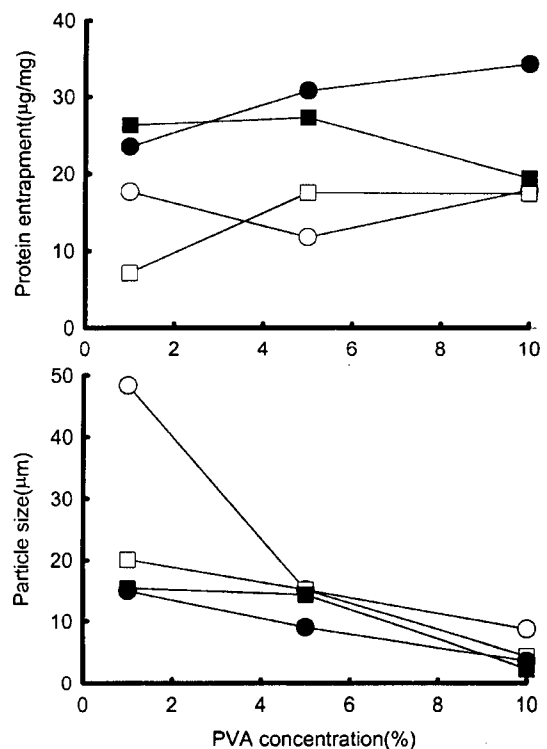 40
30
20
10
0
Protein entrapment(µg/mg)
0 2 4 6 8 10
50
40
30
20
10
0
Particle size(µm)
0 2 4 6 8 10
PVA concentration(%)